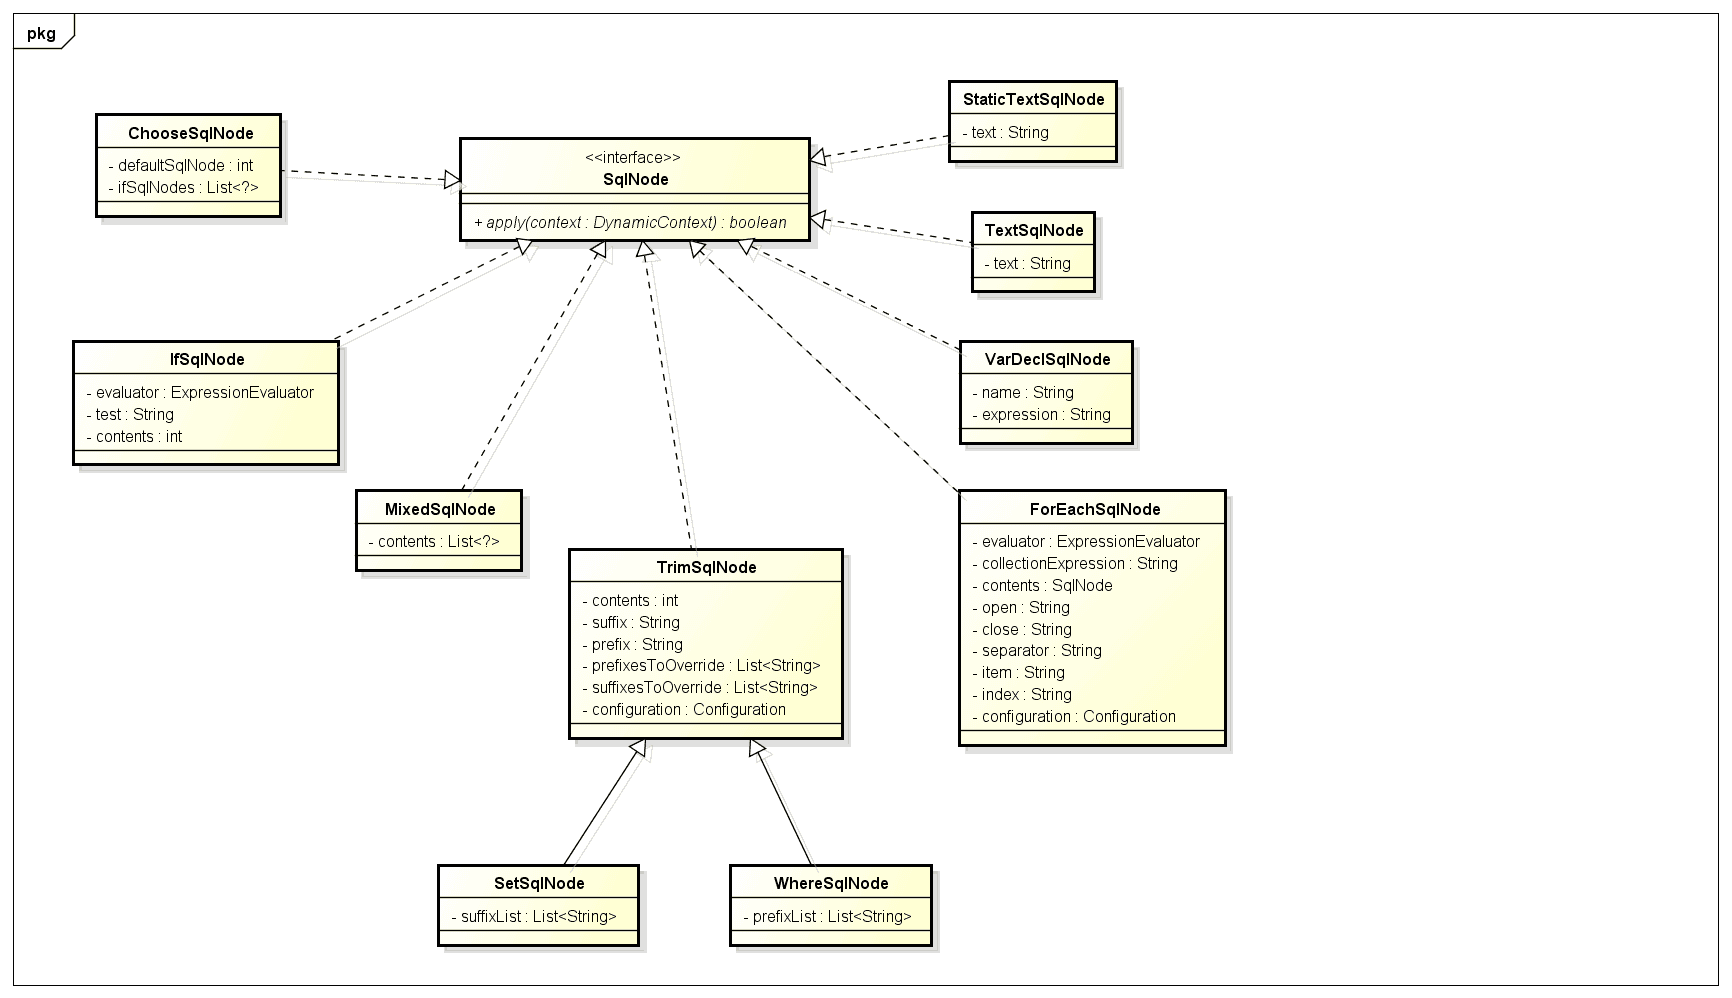 pkg
ChooseSqlNode
- defaultSqlNode : int
- ifSqlNodes : List<?>
<<interface>>
SqlNode
+ apply(context : DynamicContext) : boolean
StaticTextSqlNode
- text : String
TextSqlNode
- text : String
IfSqlNode
- evaluator : ExpressionEvaluator
- test : String
- contents : int
VarDeclSqlNode
- name : String
- expression : String
MixedSqlNode
- contents : List<?>
TrimSqlNode
- contents : int
- suffix : String
- prefix : String
- prefixesToOverride : List<String>
- suffixesToOverride : List<String>
- configuration : Configuration
ForEachSqlNode
- evaluator : ExpressionEvaluator
- collectionExpression : String
- contents : SqlNode
- open : String
- close : String
- separator : String
- item : String
- index : String
- configuration : Configuration
SetSqlNode
- suffixList : List<String>
WhereSqlNode
- prefixList : List<String>